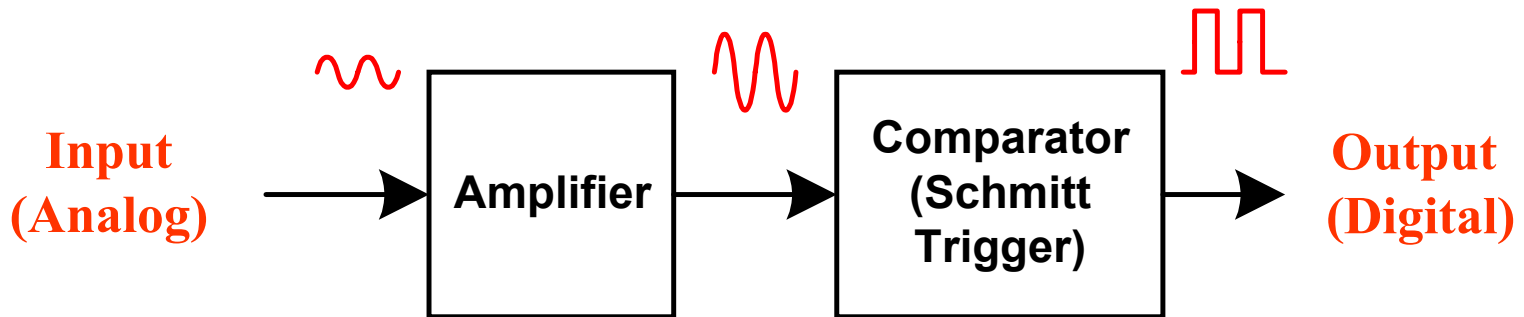 Input
(Analog)
Amplifier
Comparator
(Schmitt
Trigger)
Output
(Digital)